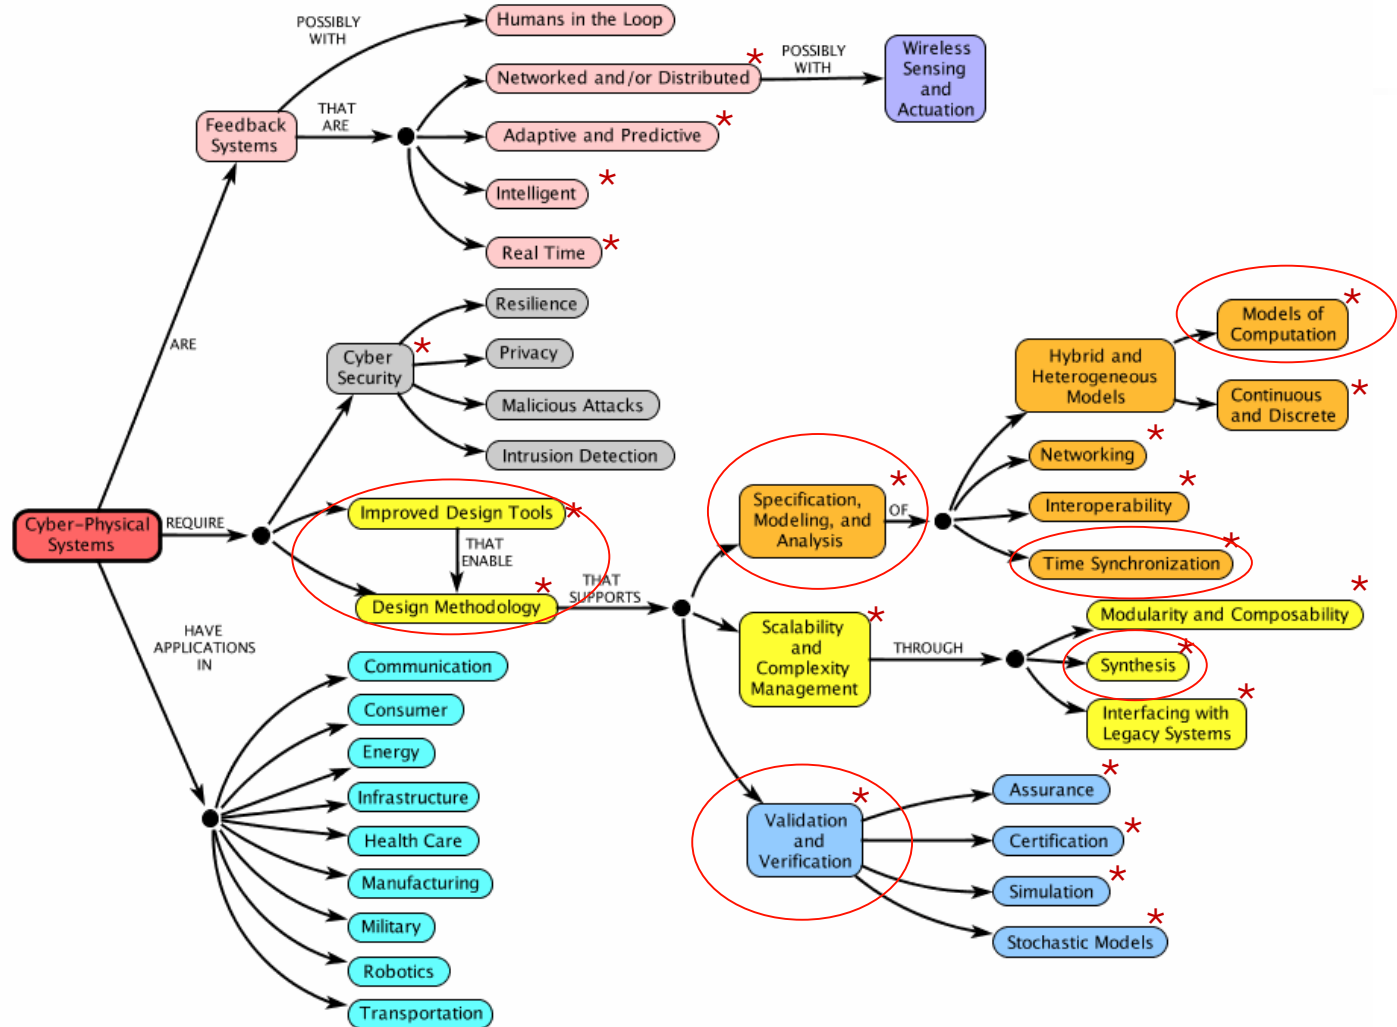 POSSIBLY
WITH
Humans in the Loop
Networked and/or Distributed
*
POSSIBLY
WITH
Wireless
Sensing
and
Actuation
Feedback
Systems
THAT
ARE
Adaptive and Predictive
*
Intelligent
*
Real Time
*
ARE
Cyber
Security
*
Resilience
Privacy
Malicious Attacks
Intrusion Detection
Cyber-Physical
Systems
REQUIRE
Improved Design Tools
*
THAT
ENABLE
Design Methodology
*
THAT
SUPPORTS
Specification,
Modeling, and
Analysis
*
OF
Hybrid and
Heterogeneous
Models
Models of
Computation
*
Continuous
and Discrete
*
Networking
*
Interoperability
*
Time Synchronization
*
Scalability
and
Complexity
Management
*
THROUGH
Modularity and Composability
*
Synthesis
*
Interfacing with
Legacy Systems
*
Validation
and
Verification
*
Assurance
*
Certification
*
Simulation
*
Stochastic Models
*
HAVE
APPLICATIONS
IN
Communication
Consumer
Energy
Infrastructure
Health Care
Manufacturing
Military
Robotics
Transportation